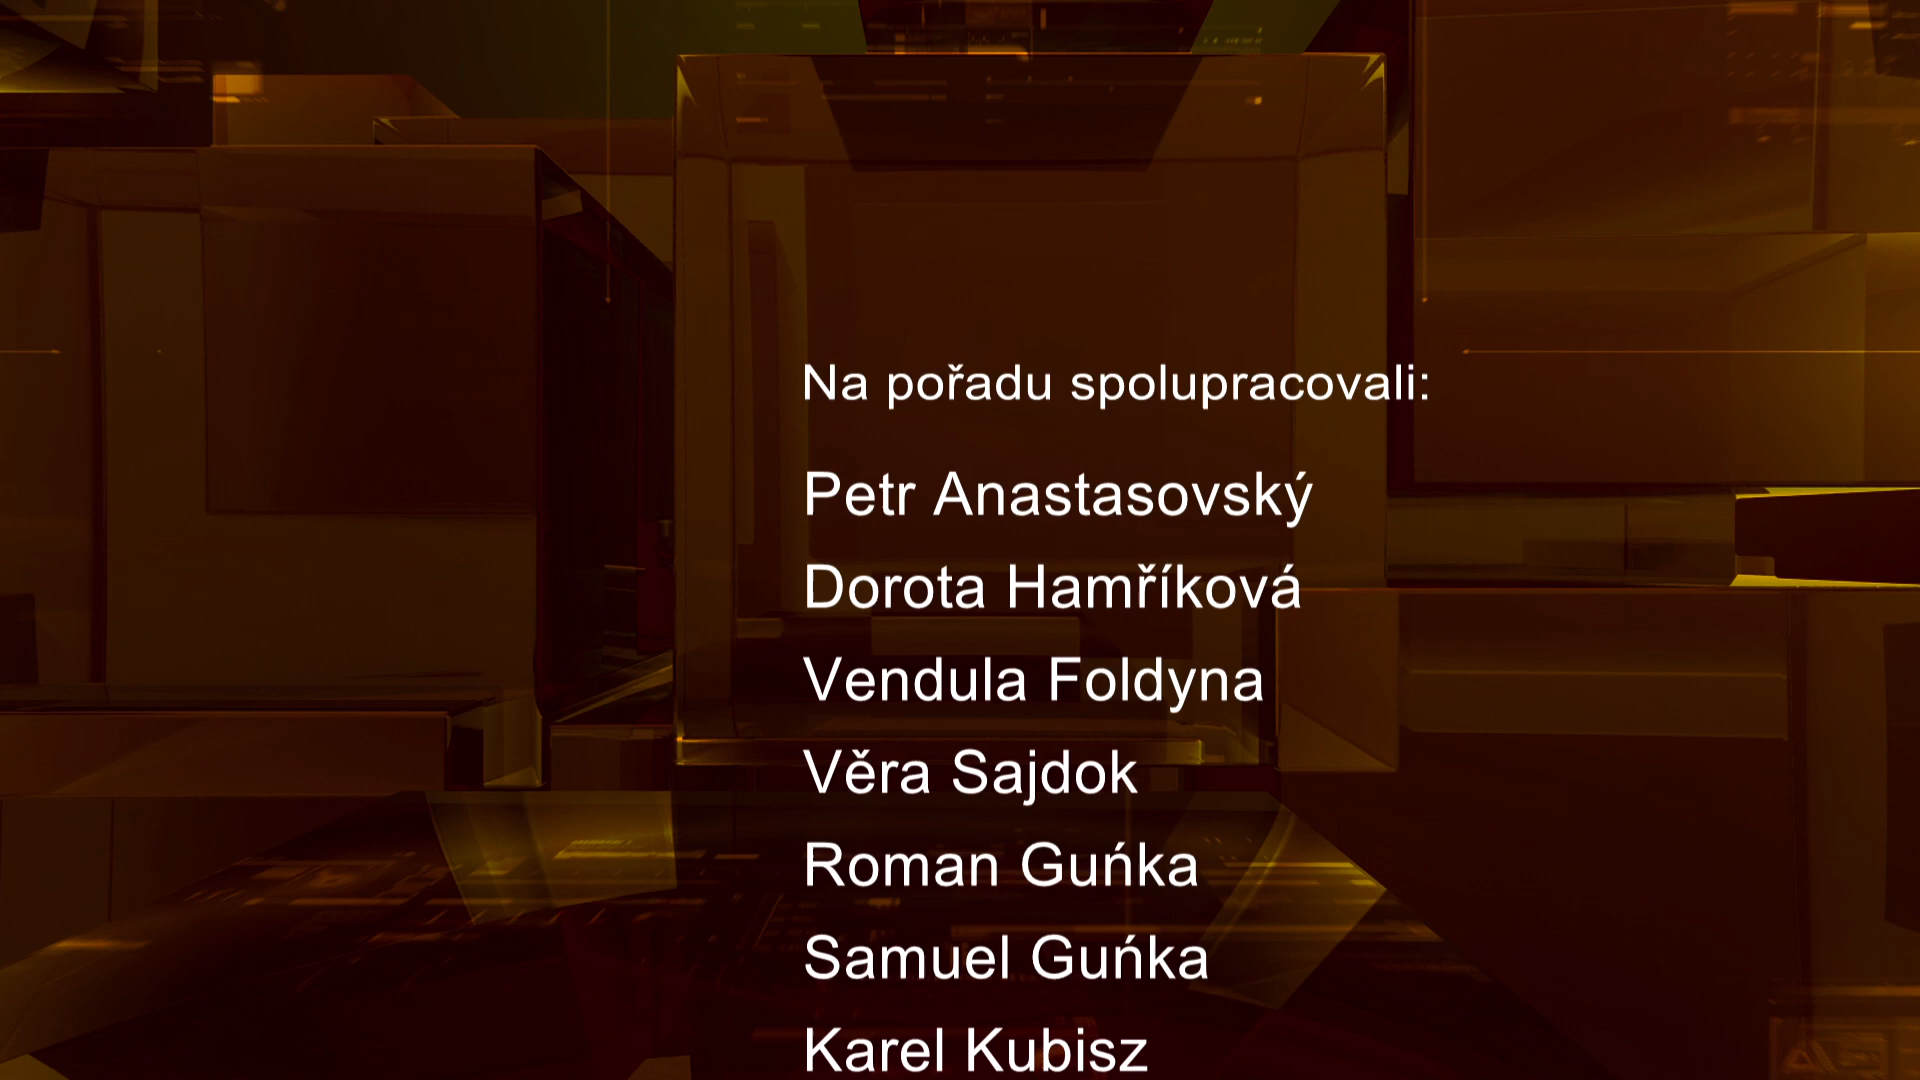 Na pořadu spolupracovali:
Petr Anastasovský
Dorota Hamříková
Vendula Foldyna
Věra Sajdok
Roman Guńka
Samuel Guńka
Karel Kubisz